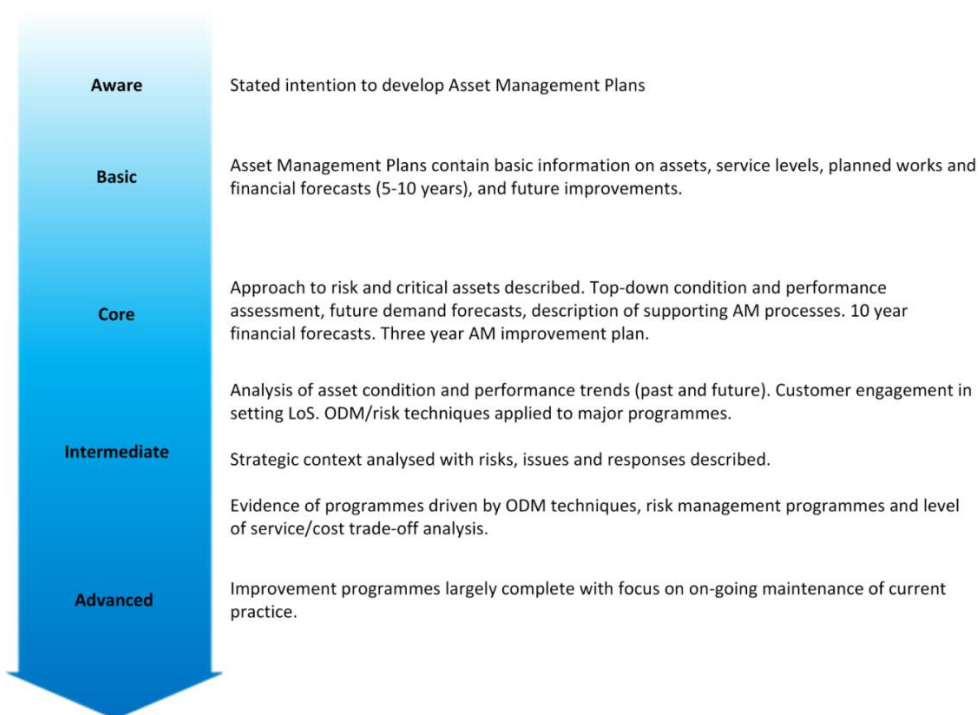 Aware
Stated intention to develop Asset Management Plans
Basic
Asset Management Plans contain basic information on assets, service levels, planned works and
financial forecasts (5-10 years), and future improvements.
Core
Approach to risk and critical assets described. Top-down condition and performance
assessment, future demand forecasts, description of supporting AM processes. 10 year
financial forecasts. Three year AM improvement plan.
Intermediate
Analysis of asset condition and performance trends (past and future). Customer engagement in
setting LoS. ODM/risk techniques applied to major programmes.
Strategic context analysed with risks, issues and responses described.
Evidence of programmes driven by ODM techniques, risk management programmes and level
of service/cost trade-off analysis.
Advanced
Improvement programmes largely complete with focus on on-going maintenance of current
practice.